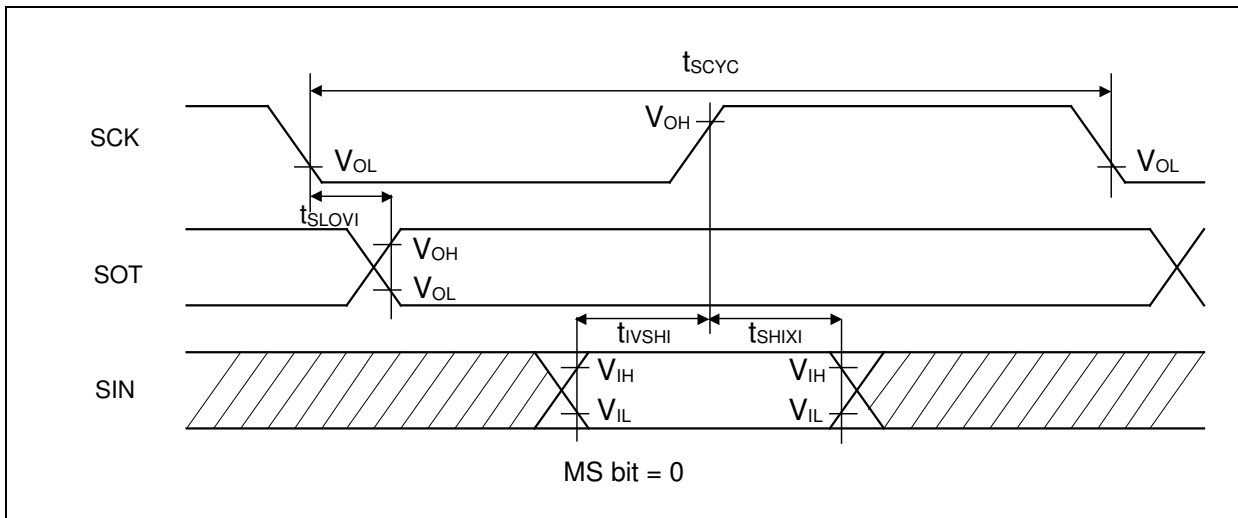 tSCYC
SCK
VOH
VOL
VOL
tSLOVI
SOT
VOH
VOL
tIVSHI
tSHIXI
SIN
VIH
VIH
VIL
VIL
MS bit = 0